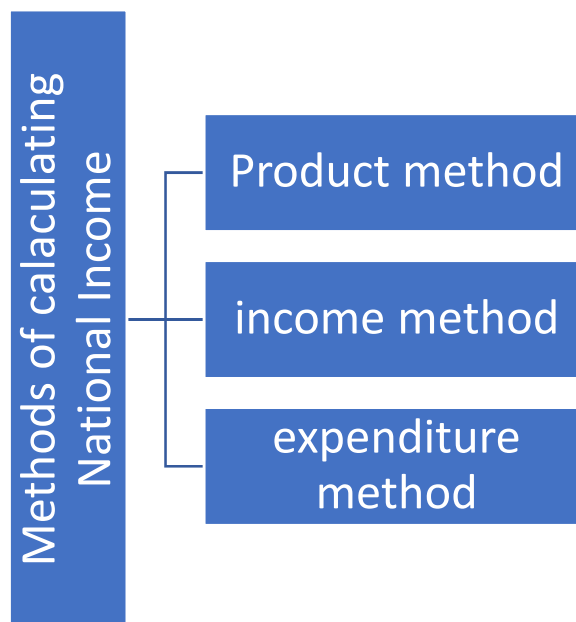 Methods of calaculating
National Income
Product method
income method
expenditure
method